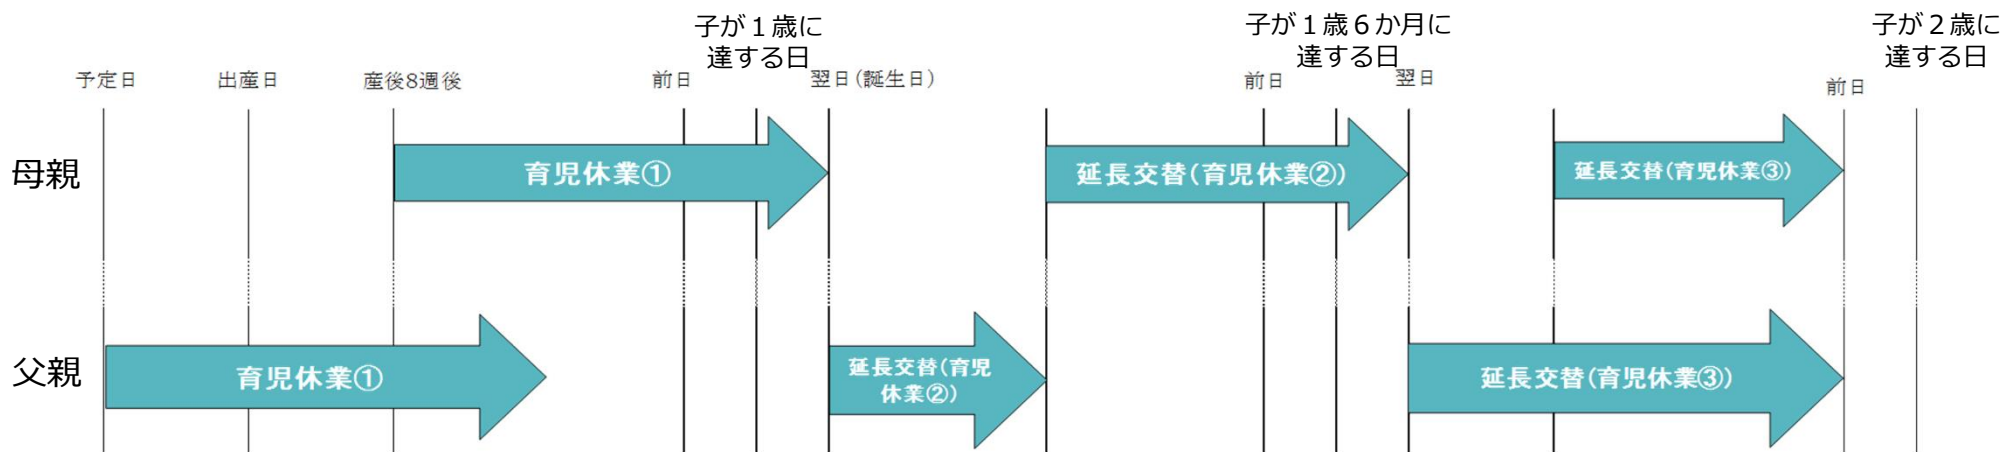 子が１歳に
達する日
子が１歳６か月に
達する日
子が２歳に
達する日
予定日
出産日
産後8週後
前日
翌日(誕生日)
前日
翌日
前日
母親
育児休業①
延長交替(育児休業②)
延長交替(育児休業③)
父親
育児休業①
延長交替(育児
休業②)
延長交替(育児休業③)